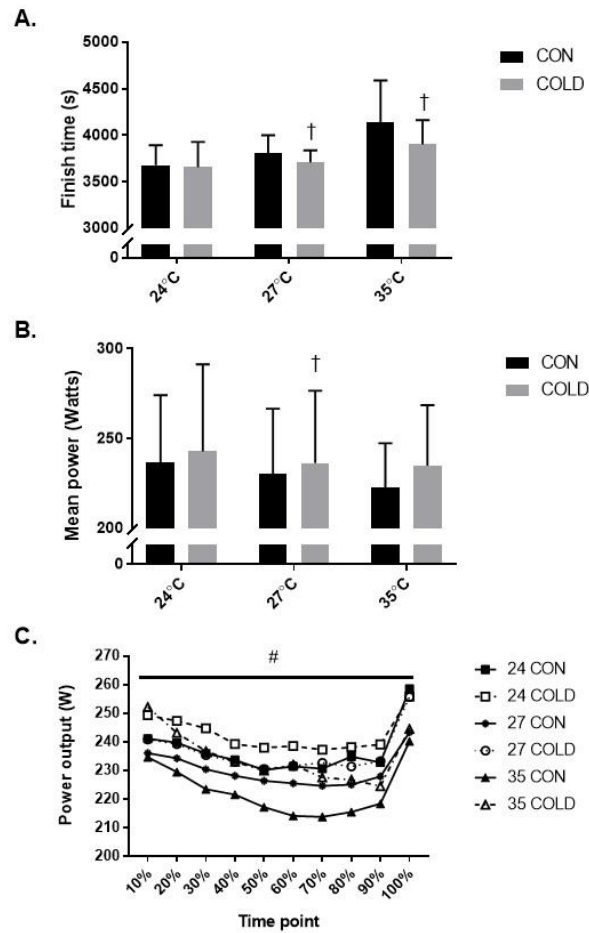 A.
5000
4500
4000
3500
3000
0
Finish time (s)
†
†
24°C
27°C
35°C
CON
COLD
B.
300
250
200
0
Mean power (Watts)
†
24°C
27°C
35°C
CON
COLD
C.
270
260
250
240
230
220
210
200
Power output (W)
#
10%
20%
30%
40%
50%
60%
70%
80%
90%
100%
Time point
24 CON
24 COLD
27 CON
27 COLD
35 CON
35 COLD